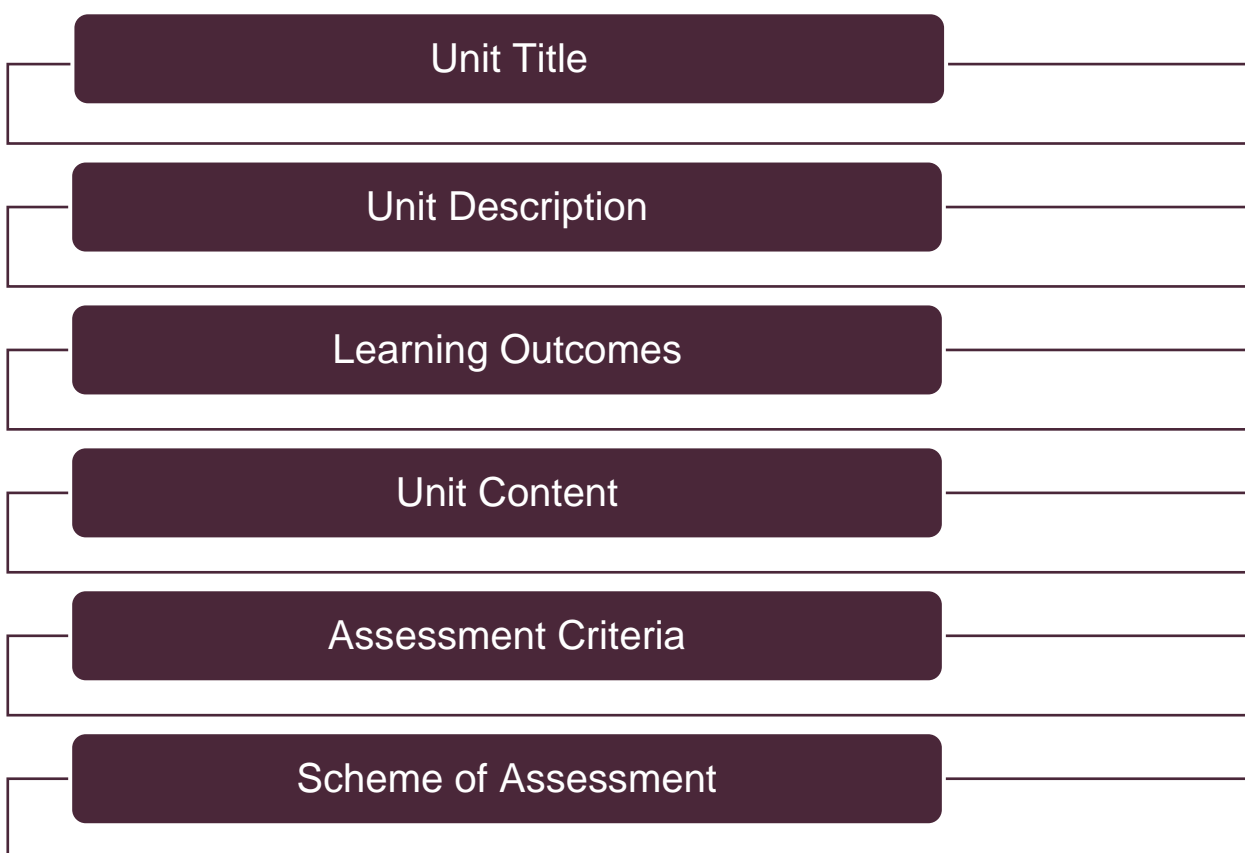 Unit Title
Unit Description
Learning Outcomes
Unit Content
Assessment Criteria
Scheme of Assessment